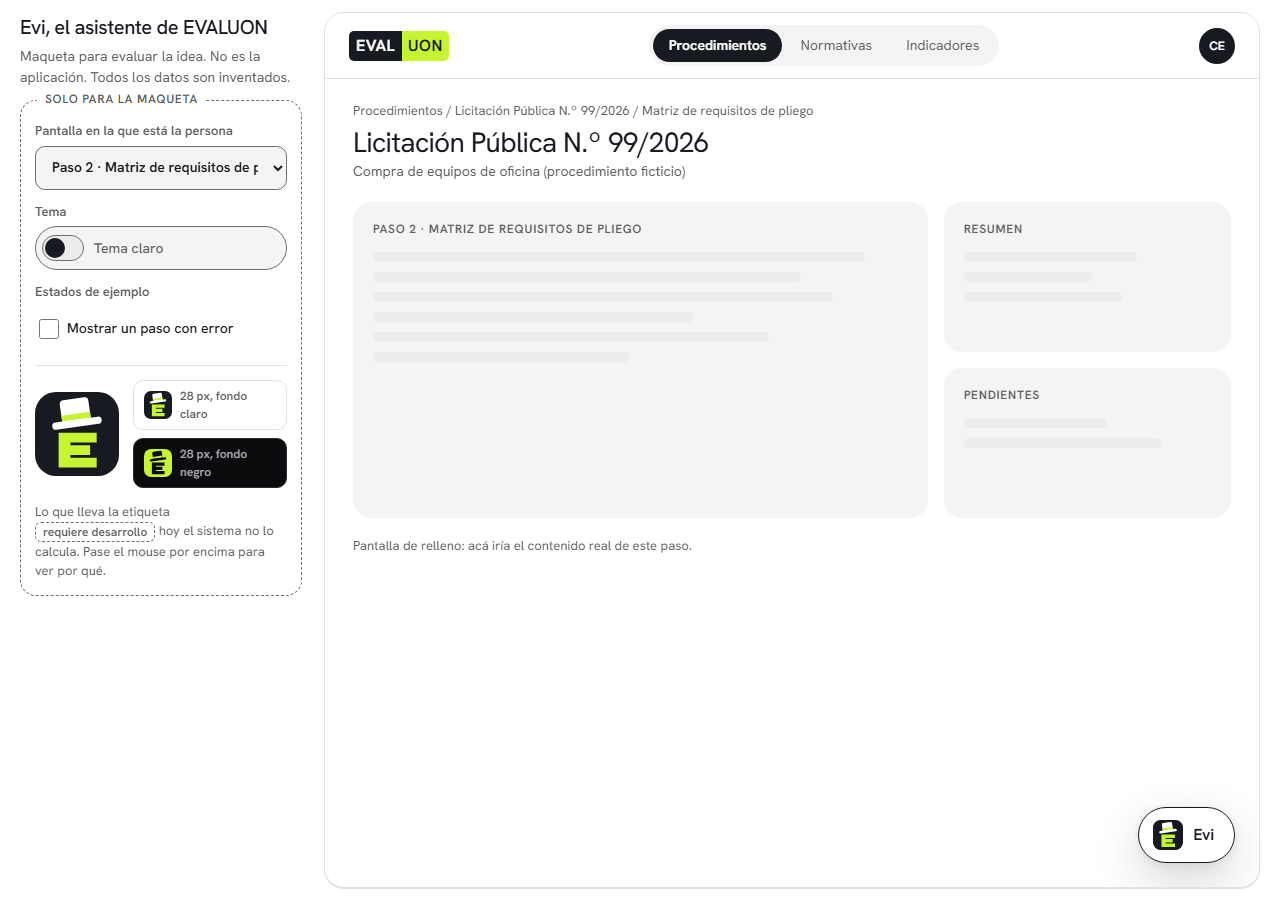 Evi, el asistente de EVALUON
Maqueta para evaluar la idea. No es la
aplicación. Todos los datos son inventados.
SOLO PARA LA MAQUETA
Pantalla en la que está la persona
Paso 2 · Matriz de requisitos de p
Tema
Tema claro
Estados de ejemplo
Mostrar un paso con error
E
E
28 px, fondo
claro
E
28 px, fondo
negro
Lo que lleva la etiqueta
requiere desarrollo hoy el sistema no lo
calcula. Pase el mouse por encima para
ver por qué.
EVAL UON
Procedimientos
Normativas
Indicadores
CE
Procedimientos / Licitación Pública N.º 99/2026 / Matriz de requisitos de pliego
Licitación Pública N.º 99/2026
Compra de equipos de oficina (procedimiento ficticio)
PASO 2 · MATRIZ DE REQUISITOS DE PLIEGO
RESUMEN
PENDIENTES
Pantalla de relleno: acá iría el contenido real de este paso.
E
Evi